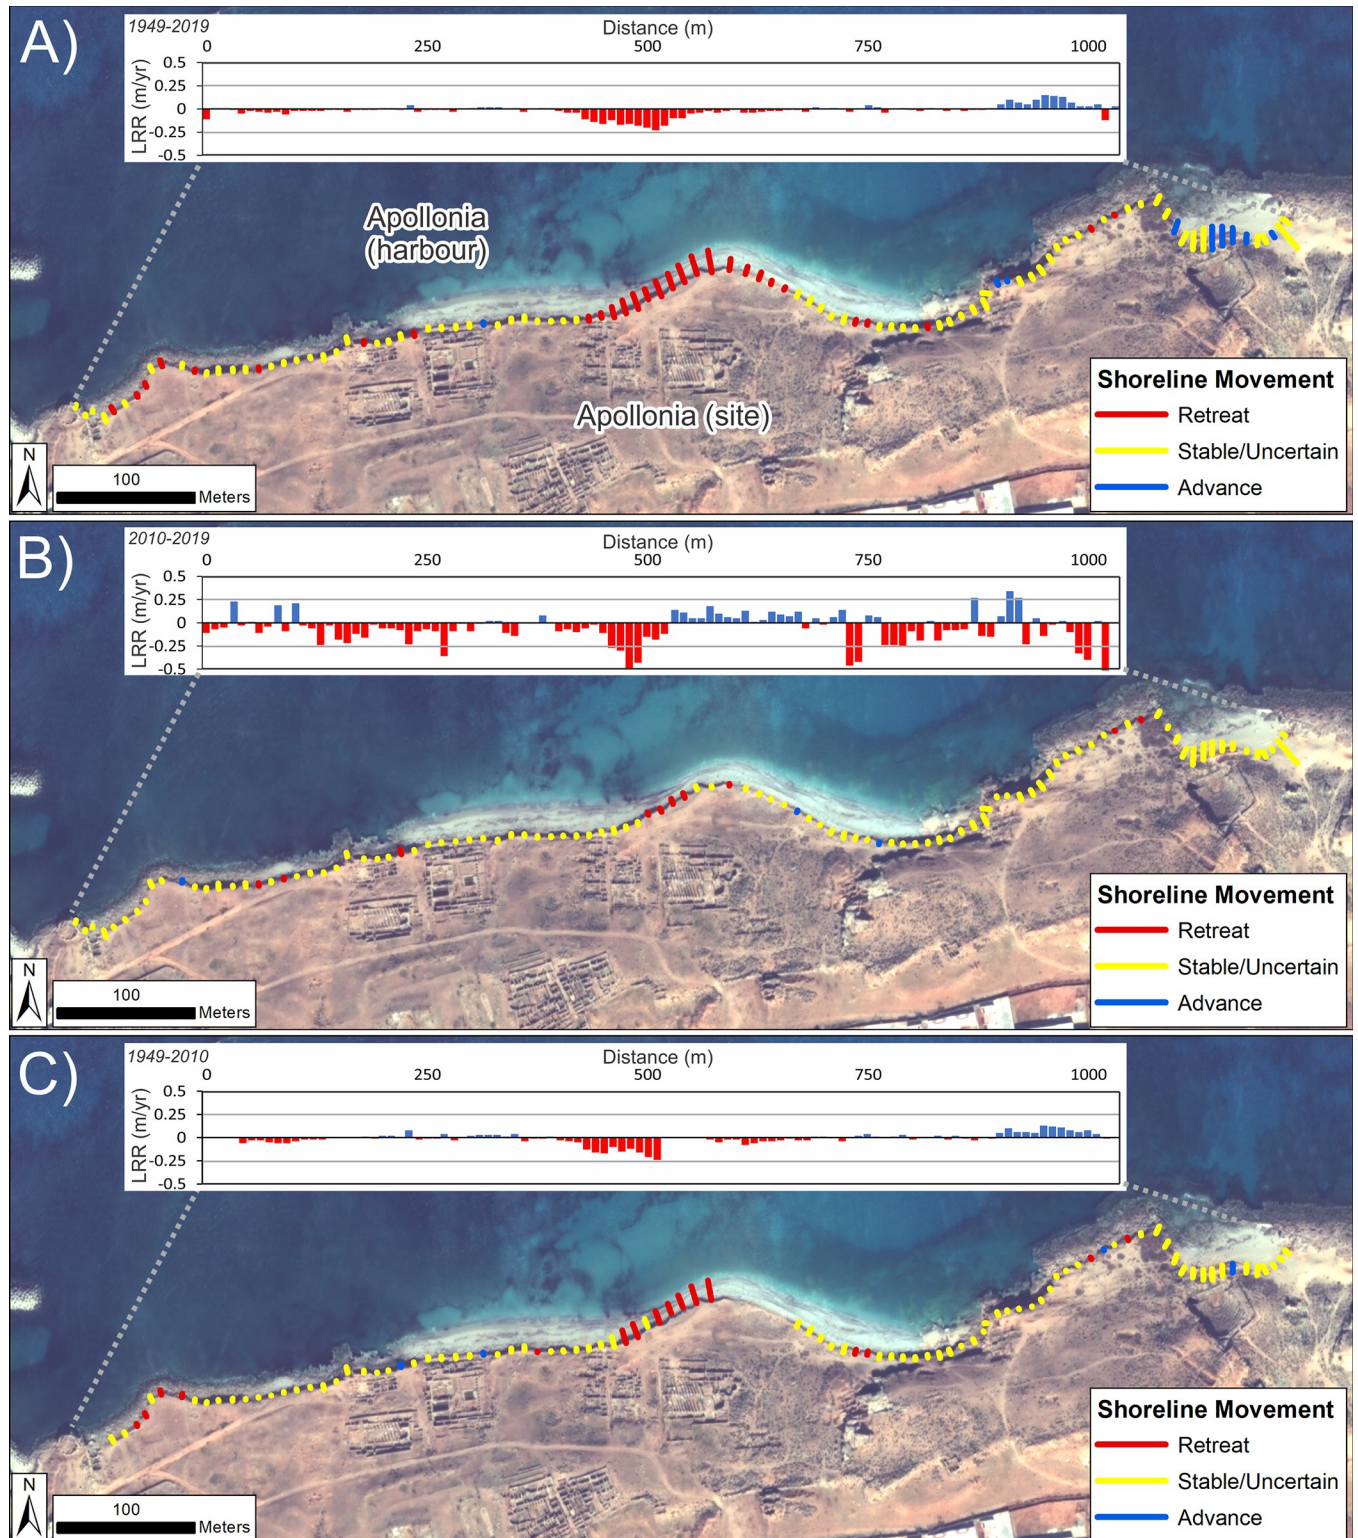 A)
1949-2019
Distance (m)
0 250 500 750 1000
LRR (m/yr)
0.5
0.25
0
-0.25
-0.5
Apollonia
(harbour)
Apollonia (site)
N
100
Meters
Shoreline Movement
Retreat
Stable/Uncertain
Advance
B)
2010-2019
Distance (m)
0 250 500 750 1000
LRR (m/yr)
0.5
0.25
0
-0.25
-0.5
N
100
Meters
Shoreline Movement
Retreat
Stable/Uncertain
Advance
C)
1949-2010
Distance (m)
0 250 500 750 1000
LRR (m/yr)
0.5
0.25
0
-0.25
-0.5
N
100
Meters
Shoreline Movement
Retreat
Stable/Uncertain
Advance